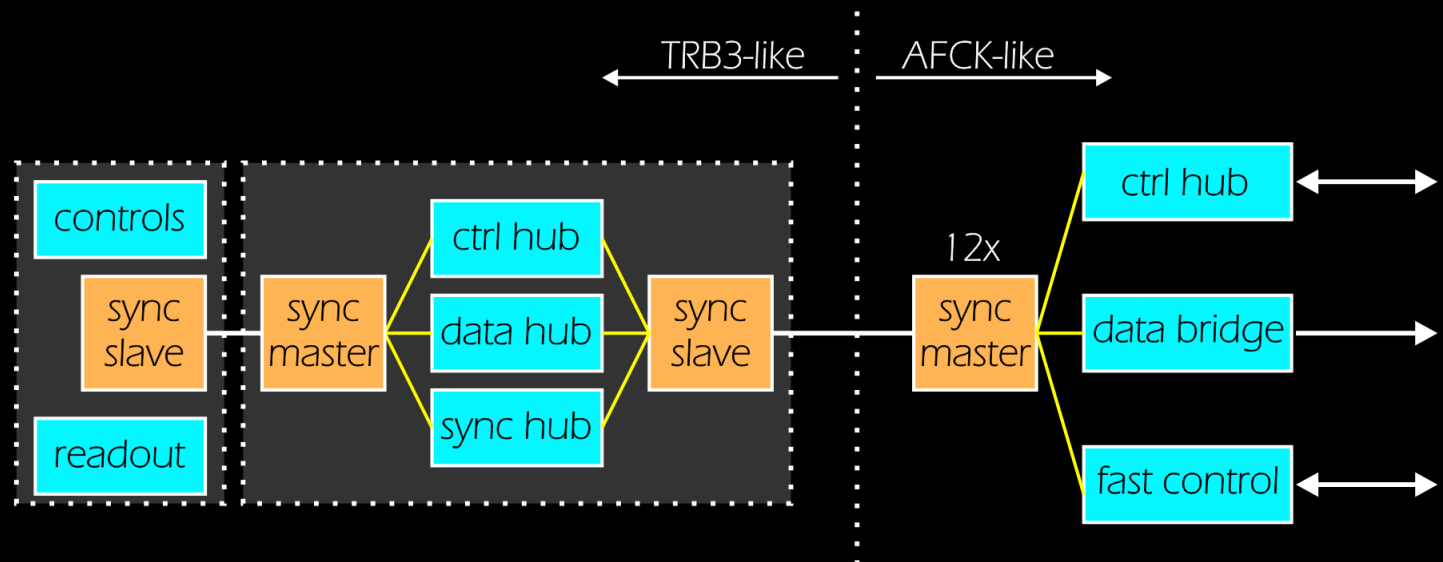 TRB3-like
AFCK-like
controls
sync
slave
readout
sync
master
ctrl hub
data hub
sync hub
sync
slave
12x
sync
master
ctrl hub
data bridge
fast control